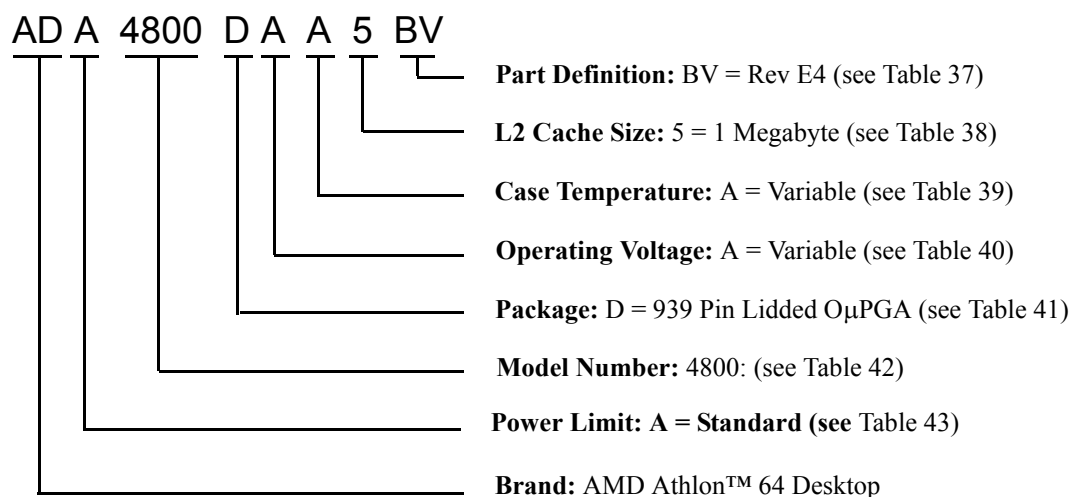 AD A 4800 D A A 5 BV
Part Definition: BV = Rev E4 (see Table 37)
L2 Cache Size: 5 = 1 Megabyte (see Table 38)
Case Temperature: A = Variable (see Table 39)
Operating Voltage: A = Variable (see Table 40)
Package: D = 939 Pin Lidded OμPGA (see Table 41)
Model Number: 4800: (see Table 42)
Power Limit: A = Standard (see Table 43)
Brand: AMD Athlon™ 64 Desktop